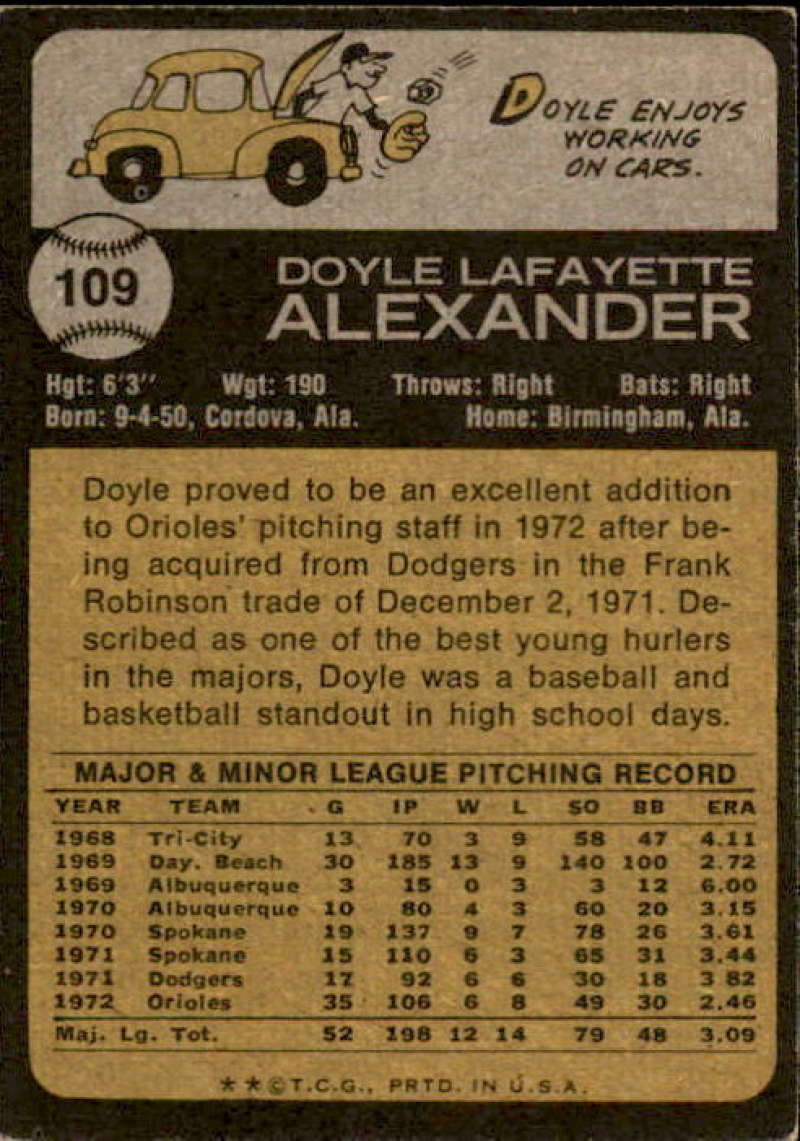 DOYLE ENJOYS
WORKING
ON CARS.
109
DOYLE LAFAYETTE
ALEXANDER
Hgt: 6'3" Wgt: 190 Throws: Right Bats: Right
Born: 9-4-50, Cordova, Ala. Home: Birmingham, Ala.
Doyle proved to be an excellent addition
to Orioles' pitching staff in 1972 after be-
ing acquired from Dodgers in the Frank
Robinson trade of December 2, 1971. De-
scribed as one of the best young hurlers
in the majors, Doyle was a baseball and
basketball standout in high school days.
MAJOR & MINOR LEAGUE PITCHING RECORD
YEAR TEAM G IP W L SO BB ERA
1968 Tri-City 13 70 3 9 58 47 4.11
1969 Day. Beach 30 185 13 9 140 100 2.72
1969 Albuquerque 3 15 0 3 3 12 6.00
1970 Albuquerque 10 80 4 3 60 20 3.15
1970 Spokane 19 137 9 7 78 26 3.61
1971 Spokane 15 110 6 3 65 31 3.44
1971 Dodgers 17 92 6 6 30 18 3 82
1972 Orioles 35 106 6 8 49 30 2.46
Maj. Lg. Tot. 52 198 12 14 79 48 3.09
**©T.C.G., PRTD. IN U.S.A.